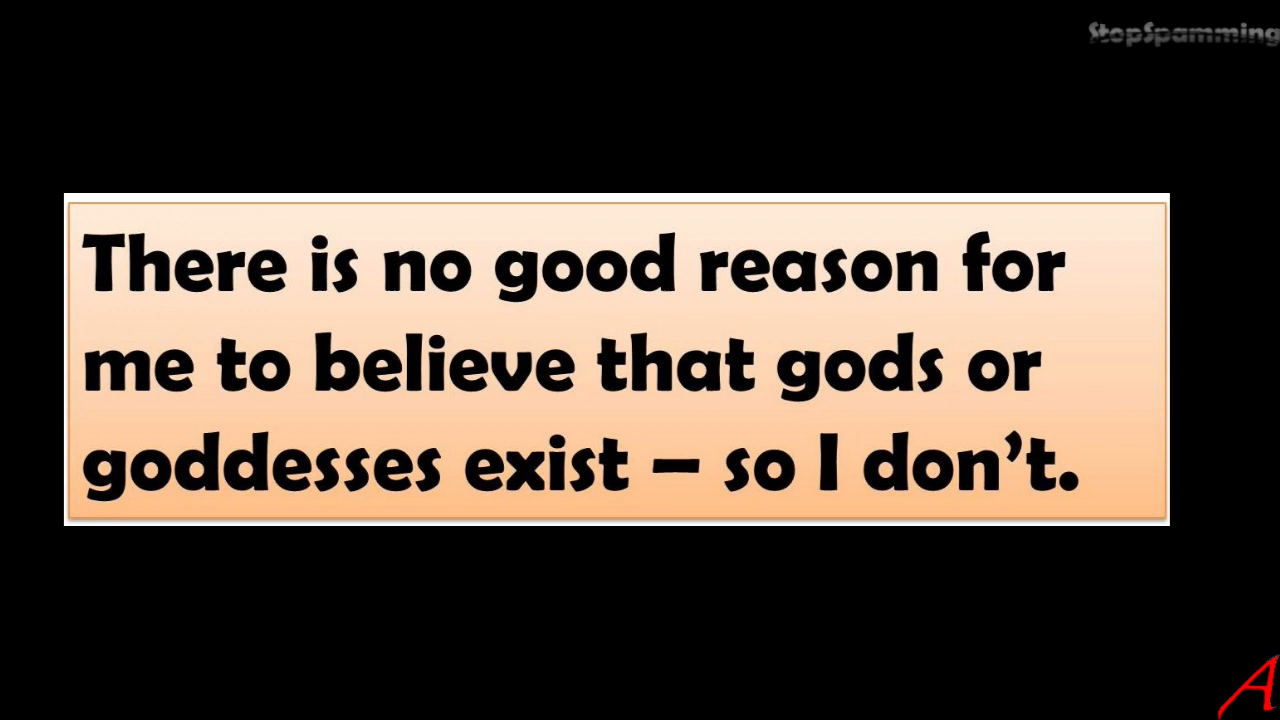 StopSpamming
There is no good reason for
me to believe that gods or
goddesses exist – so I don’t.
A